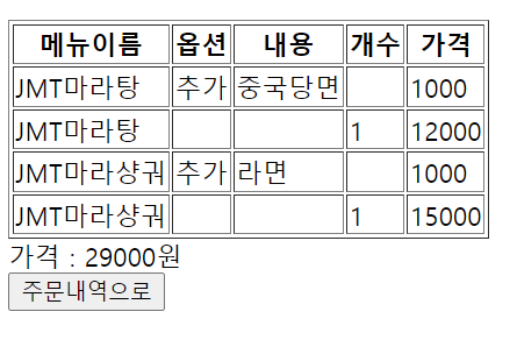 메뉴이름 옵션 내용 개수 가격
JMT마라탕 추가 중국당면 1000
JMT마라탕 1 12000
JMT마라샹궈 추가 라면 1000
JMT마라샹궈 1 15000
가격 : 29000원
주문내역으로